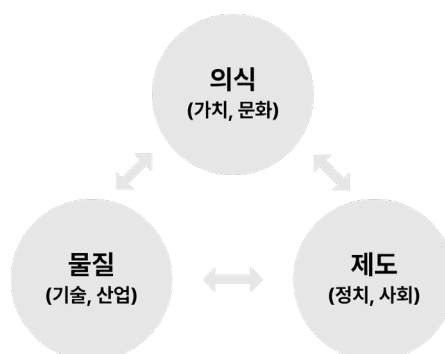 의식
(가치, 문화)
물질
(기술, 산업)
제도
(정치, 사회)